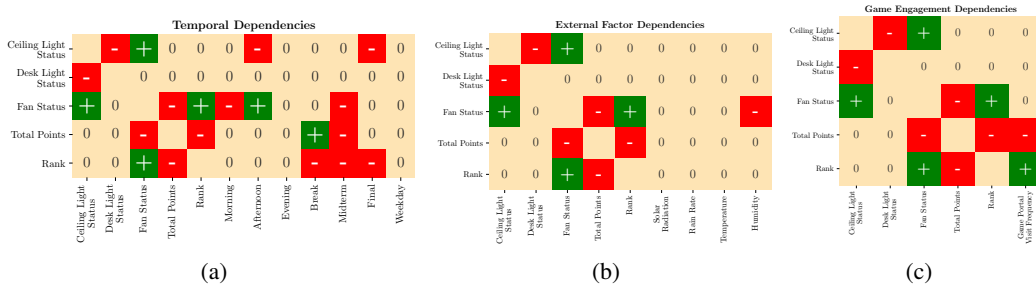 Temporal Dependencies
Ceiling Light
Status
- + 0 0 0 - 0 0 0 - 0
Desk Light
Status
- 0 0 0 0 0 0 0 0 0 0
Fan Status + 0 - + - + 0 0 - 0 0
Total Points 0 0 - - 0 0 0 + - 0 0
Rank 0 0 + - 0 0 0 - - - 0
Ceiling Light
Status
Desk Light
Status
Fan Status
Total Points
Rank
Morning
Afternoon
Evening
Break
Midterm
Final
Weekday
(a)
External Factor Dependencies
Ceiling Light
Status
- + 0 0 0 0 0 0
Desk Light
Status
- 0 0 0 0 0 0 0
Fan Status + 0 - + 0 0 0 -
Total Points 0 0 - - 0 0 0 0
Rank 0 0 + - 0 0 0 0
Ceiling Light
Status
Desk Light
Status
Fan Status
Total Points
Rank
Solar
Radiation
Rain Rate
Temperature
Humidity
(b)
Game Engagement Dependencies
Ceiling Light
Status
- + 0 0 0
Desk Light
Status
- 0 0 0 0
Fan Status + 0 - + 0
Total Points 0 0 - - -
Rank 0 0 + - +
Ceiling Light
Status
Desk Light
Status
Fan Status
Total Points
Rank
Game Portal
Visit Frequency
(c)